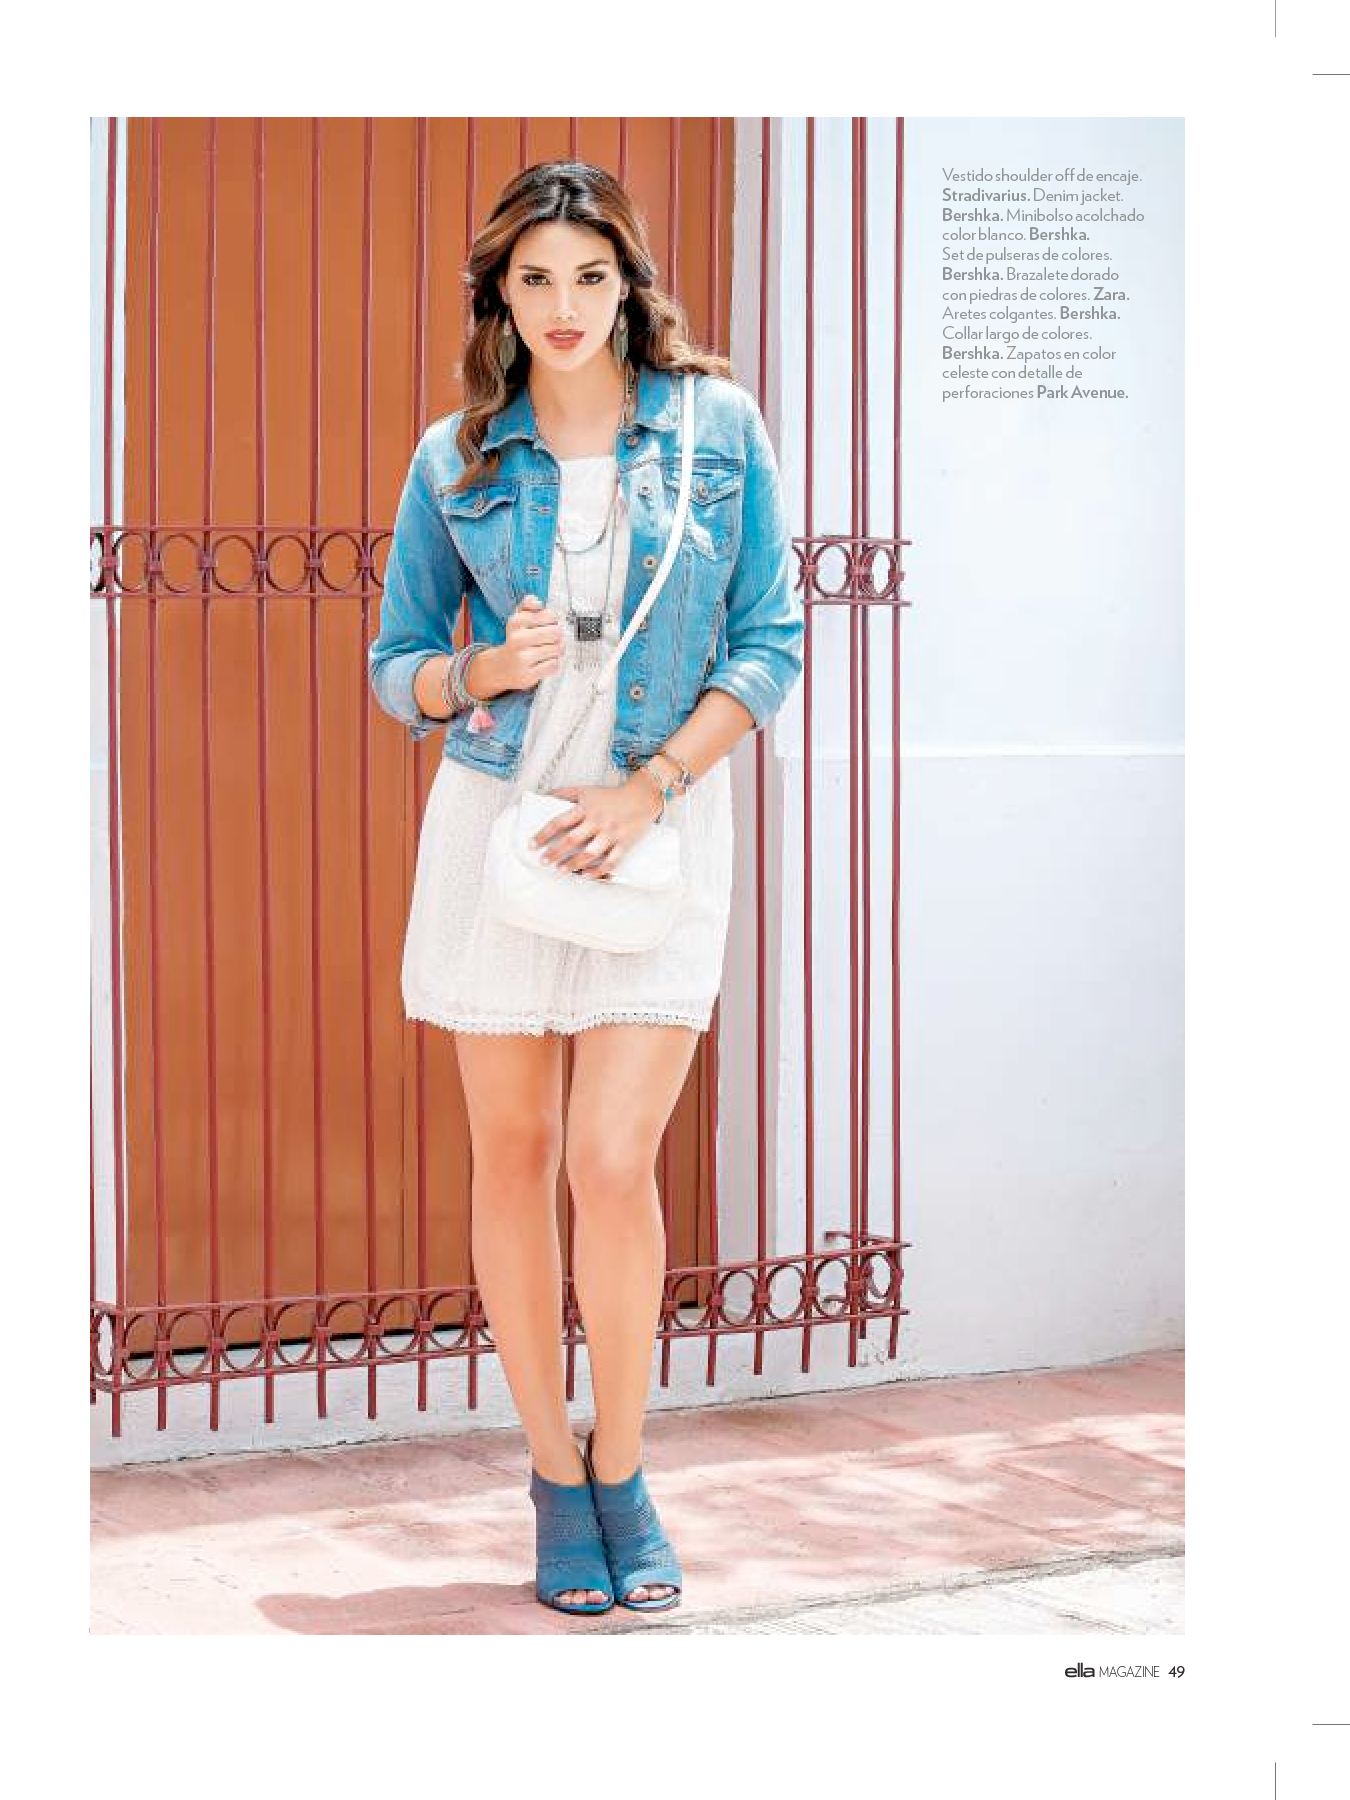 Vestido shoulder off de encaje.
Stradivarius. Denim jacket.
Bershka. Minibolso acolchado
color blanco. Bershka.
Set de pulseras de colores.
Bershka. Brazalete dorado
con piedras de colores. Zara.
Aretes colgantes. Bershka.
Collar largo de colores.
Bershka. Zapatos en color
celeste con detalle de
perforaciones Park Avenue.
ella MAGAZINE 49